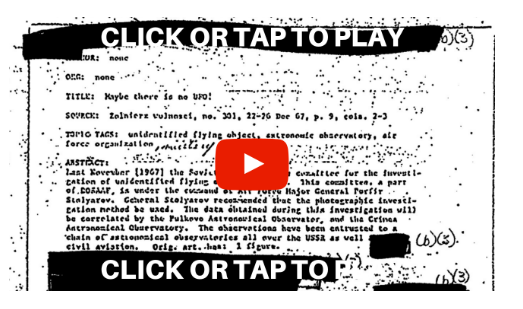 CLICK OR TAP TO PLAY
(b)(3)
AUTHOR: none
ORG: none
TITLE: Maybe there is no UFO!
SOURCE: Zolnierz wolnosci, no. 301, 27-26 Dec 67, p. 9, cols. 2-3
TOPIC TAGS: unidentified flying object, astronomic observatory, air
force organization
ABSTRACT:
Last November [1967] the Soviet committee for the investi-
gation of unidentified flying This committee, a part
of DOSAAF, is under the command of Air Force Major General Porfir
Stolyarov. General Stolyarov recommended that the photographic investi-
gation method be used. The data obtained during this investigation will
be correlated by the Pulkovo Astronomical Observatory, and the Crimea
Astronomical Observatory. The observations have been entrusted to a
chain of astronomical observatories all over the USSR as well
civil aviation. Orig. art. has: 1 figure.
(b)(3)
CLICK OR TAP TO P
(b)(3)